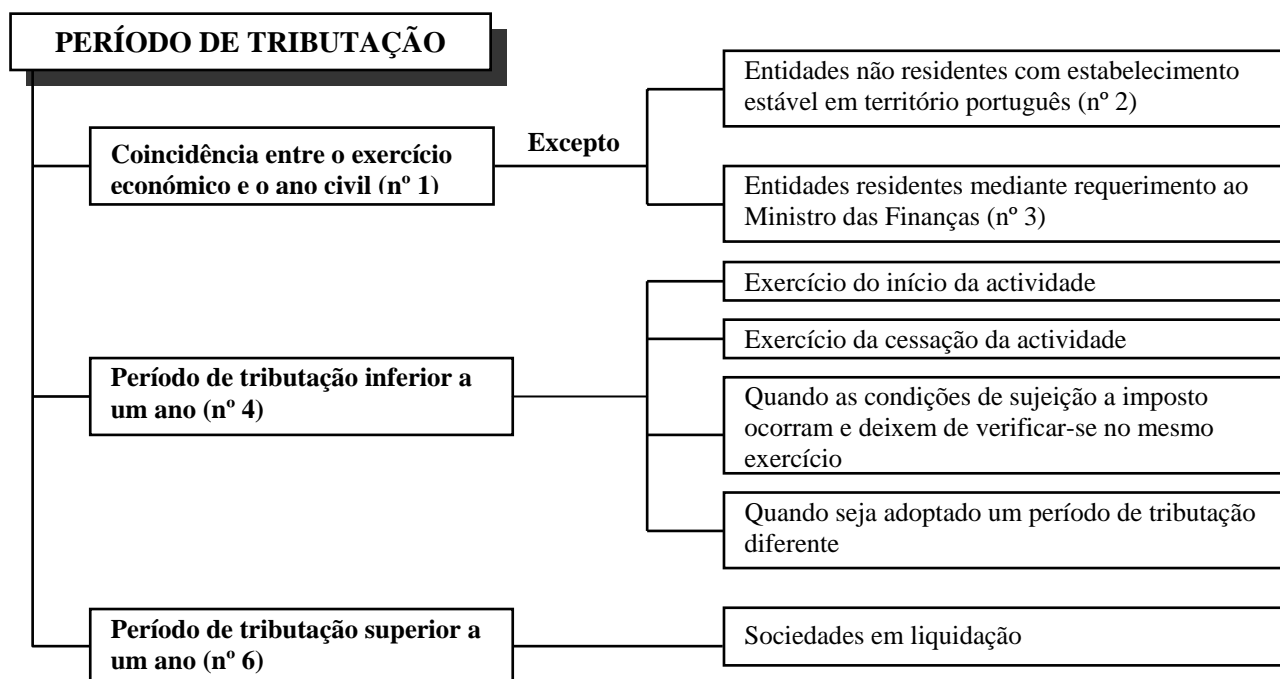 PERÍODO DE TRIBUTAÇÃO
Coincidência entre o exercício
económico e o ano civil (nº 1)
Excepto
Entidades não residentes com estabelecimento
estável em território português (nº 2)
Entidades residentes mediante requerimento ao
Ministro das Finanças (nº 3)
Período de tributação inferior a
um ano (nº 4)
Exercício do início da actividade
Exercício da cessação da actividade
Quando as condições de sujeição a imposto
ocorram e deixem de verificar-se no mesmo
exercício
Quando seja adoptado um período de tributação
diferente
Período de tributação superior a
um ano (nº 6)
Sociedades em liquidação